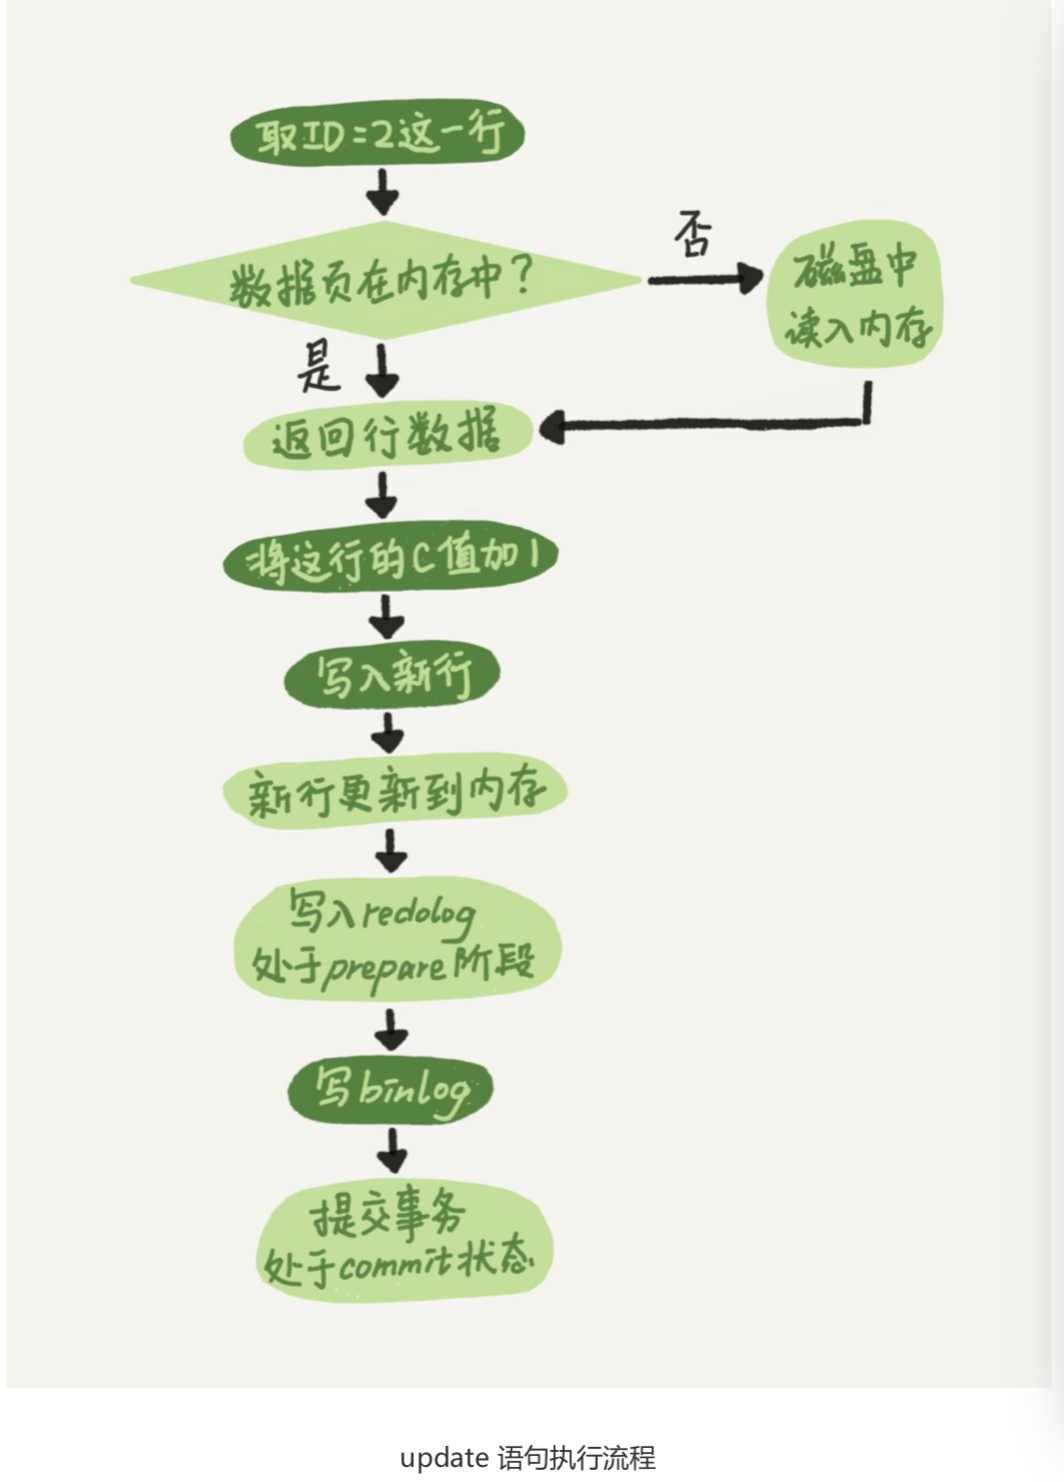 取ID=2这一行
数据页在内存中？
否
磁盘中
读入内存
是
返回行数据
将这行的C值加1
写入新行
新行更新到内存
写入redolog
处于prepare阶段
写binlog
提交事务
处于commit状态
update 语句执行流程